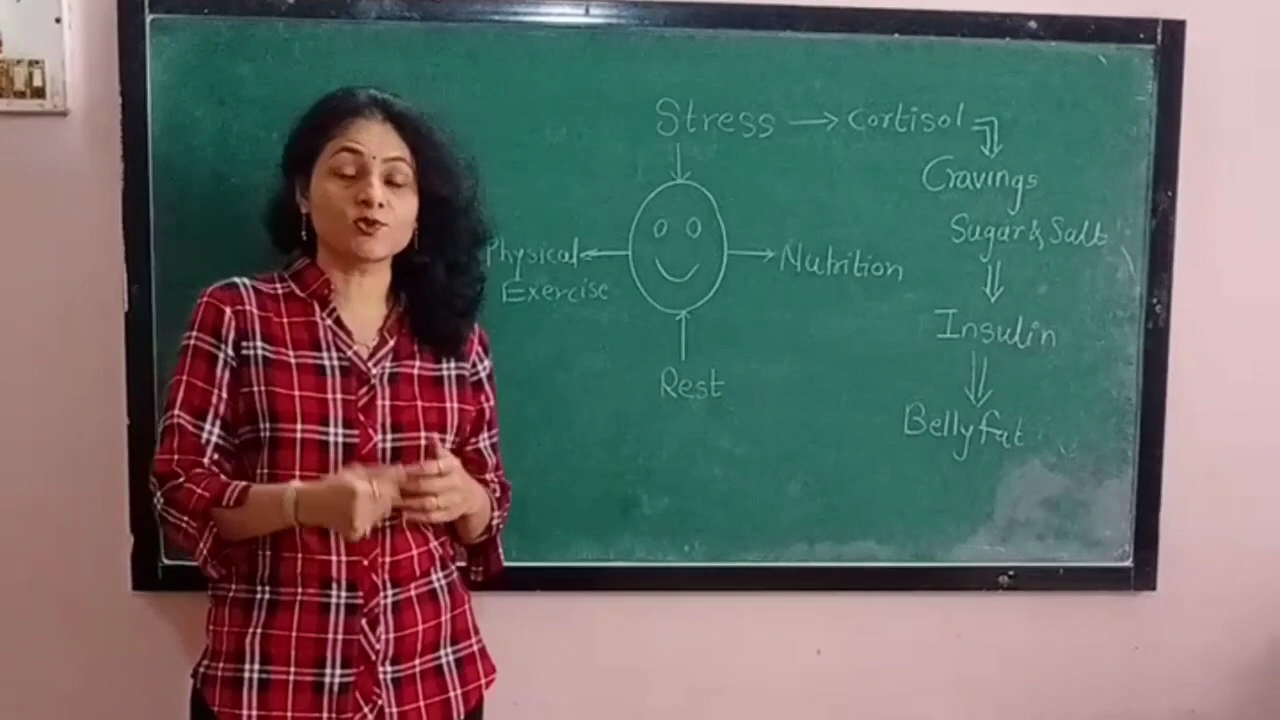 Stress → Cortisol
Cravings
Sugar & Salt
Physical
Exercise
Nutrition
Insulin
Rest
Belly fat